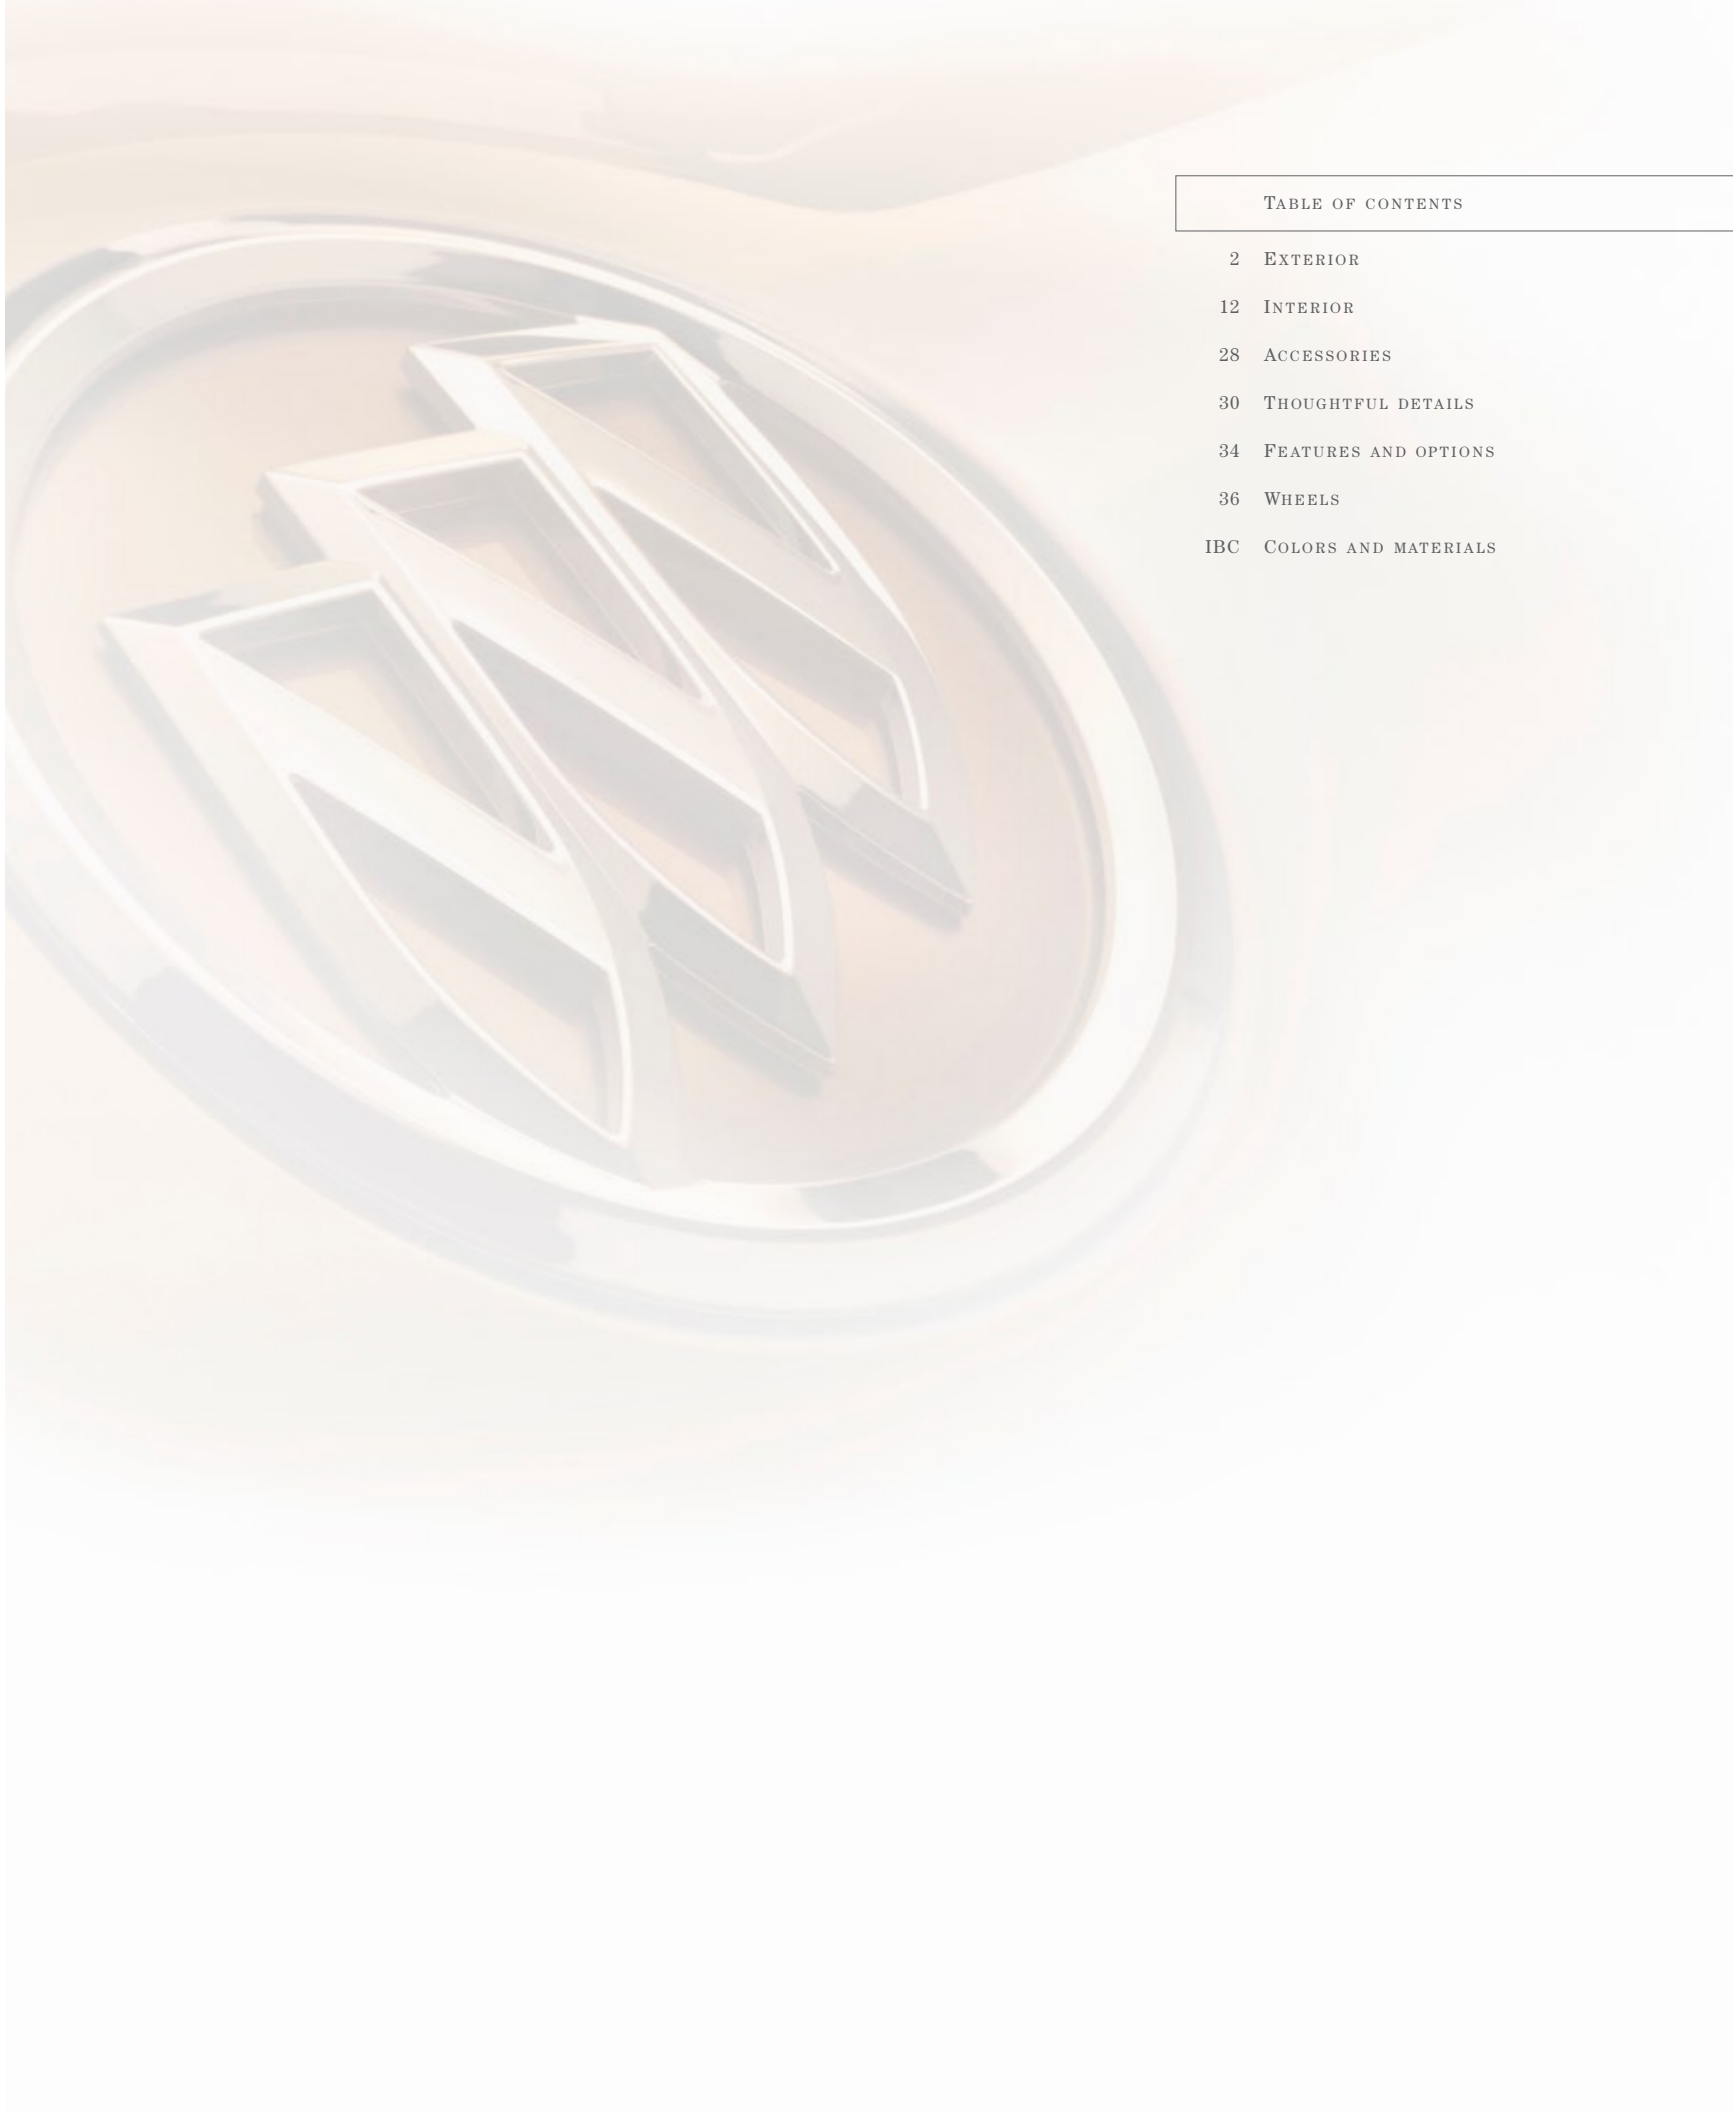 TABLE OF CONTENTS
2 EXTERIOR
12 INTERIOR
28 ACCESSORIES
30 THOUGHTFUL DETAILS
34 FEATURES AND OPTIONS
36 WHEELS
IBC COLORS AND MATERIALS